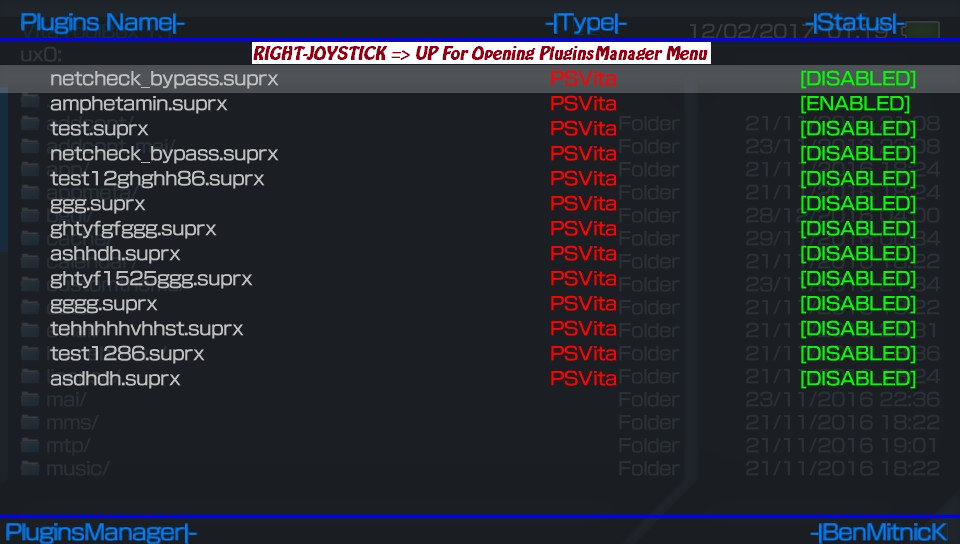 Plugins Name|- -|Type|- -|Status|-
12/02/2017
ux0:
RIGHT-JOYSTICK => UP For Opening PluginsManager Menu
netcheck_bypass.suprx PSVita [DISABLED]
amphetamin.suprx PSVita [ENABLED]
test.suprx PSVita [DISABLED]
netcheck_bypass.suprx PSVita [DISABLED]
test12ghghh86.suprx PSVita [DISABLED]
ggg.suprx PSVita [DISABLED]
ghtyfgfggg.suprx PSVita [DISABLED]
ashhdh.suprx PSVita [DISABLED]
ghtyf1525ggg.suprx PSVita [DISABLED]
gggg.suprx PSVita [DISABLED]
tehhhhhvhhst.suprx PSVita [DISABLED]
test1286.suprx PSVita [DISABLED]
asdhdh.suprx PSVita [DISABLED]
mai/ Folder 23/11/2016 22:36
mms/ Folder 21/11/2016 18:22
mtp/ Folder 21/11/2016 19:01
music/ Folder 21/11/2016 18:22
PluginsManager|- -|BenMitnicK